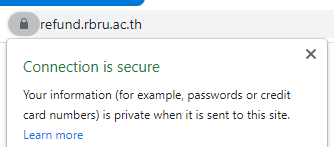 refund.rbru.ac.th
Connection is secure
Your information (for example, passwords or credit
card numbers) is private when it is sent to this site.
Learn more